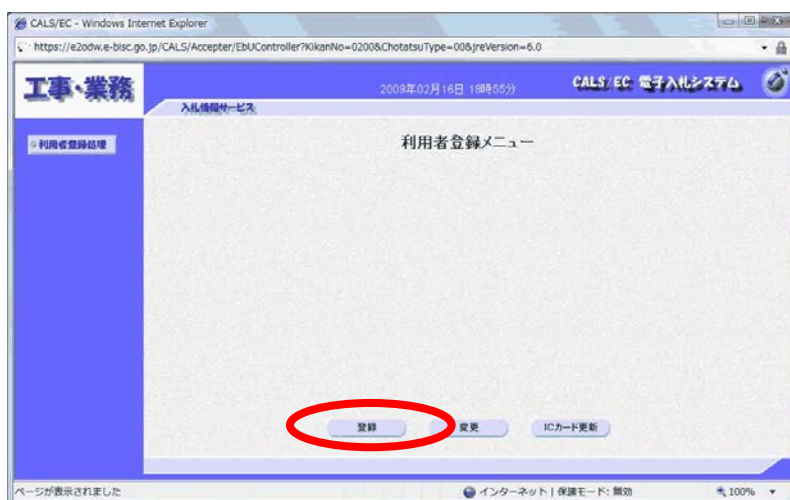 CALS/EC - Windows Internet Explorer
https://e2odw.e-bisc.go.jp/CALS/Accepter/EbUController?KikanNo=0200&ChotatsuType=00&jreVersion=6.0
工事・業務
2009年02月16日 18時55分
CALS/EC 電子入札システム
入札情報サービス
利用者登録処理
利用者登録メニュー
登録
変更
ICカード更新
ページが表示されました
インターネット | 保護モード: 無効
100%